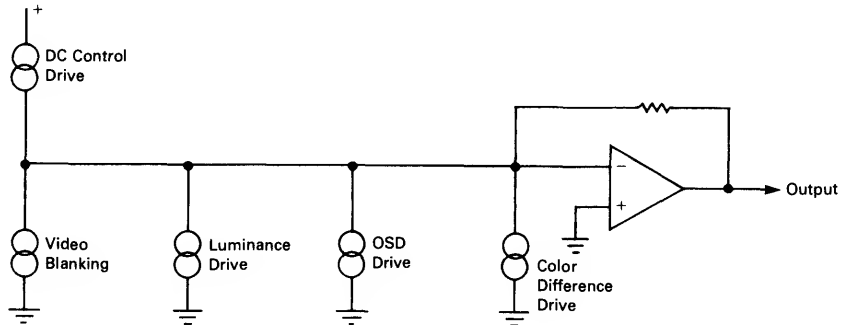 +
DC Control
Drive
Video
Blanking
Luminance
Drive
OSD
Drive
Color
Difference
Drive
−
+
Output